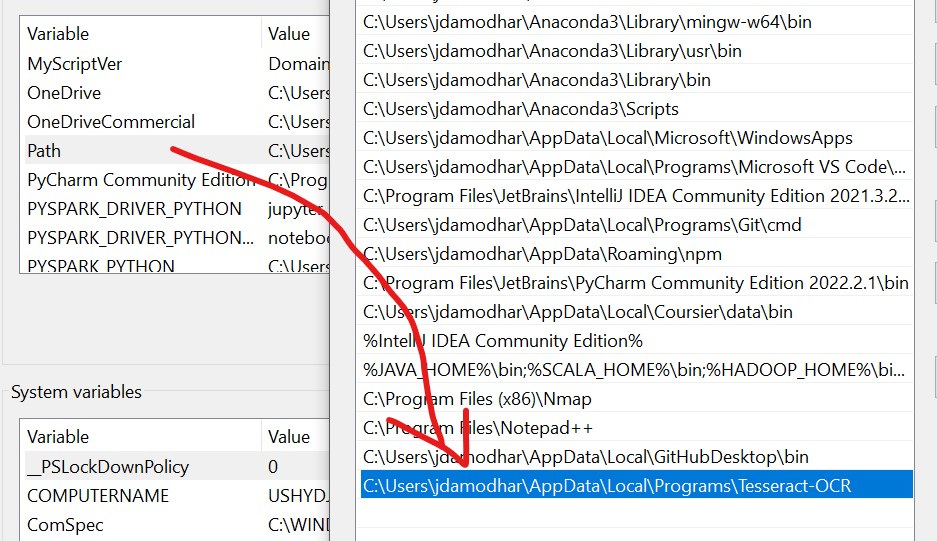 Variable Value
MyScriptVer Domain
OneDrive C:\Users
OneDriveCommercial C:\Users
Path C:\Users
PyCharm Community Edition C:\Prog
PYSPARK_DRIVER_PYTHON jupyter
PYSPARK_DRIVER_PYTHON... notebo
PYSPARK_PYTHON C:\Users
System variables
Variable Value
__PSLockDownPolicy 0
COMPUTERNAME USHYDJ
ComSpec C:\WIND
C:\Users\jdamodhar\Anaconda3\Library\mingw-w64\bin
C:\Users\jdamodhar\Anaconda3\Library\usr\bin
C:\Users\jdamodhar\Anaconda3\Library\bin
C:\Users\jdamodhar\Anaconda3\Scripts
C:\Users\jdamodhar\AppData\Local\Microsoft\WindowsApps
C:\Users\jdamodhar\AppData\Local\Programs\Microsoft VS Code\...
C:\Program Files\JetBrains\IntelliJ IDEA Community Edition 2021.3.2...
C:\Users\jdamodhar\AppData\Local\Programs\Git\cmd
C:\Users\jdamodhar\AppData\Roaming\npm
C:\Program Files\JetBrains\PyCharm Community Edition 2022.2.1\bin
C:\Users\jdamodhar\AppData\Local\Coursier\data\bin
%IntelliJ IDEA Community Edition%
%JAVA_HOME%\bin;%SCALA_HOME%\bin;%HADOOP_HOME%\bi...
C:\Program Files (x86)\Nmap
C:\Program Files\Notepad++
C:\Users\jdamodhar\AppData\Local\GitHubDesktop\bin
C:\Users\jdamodhar\AppData\Local\Programs\Tesseract-OCR